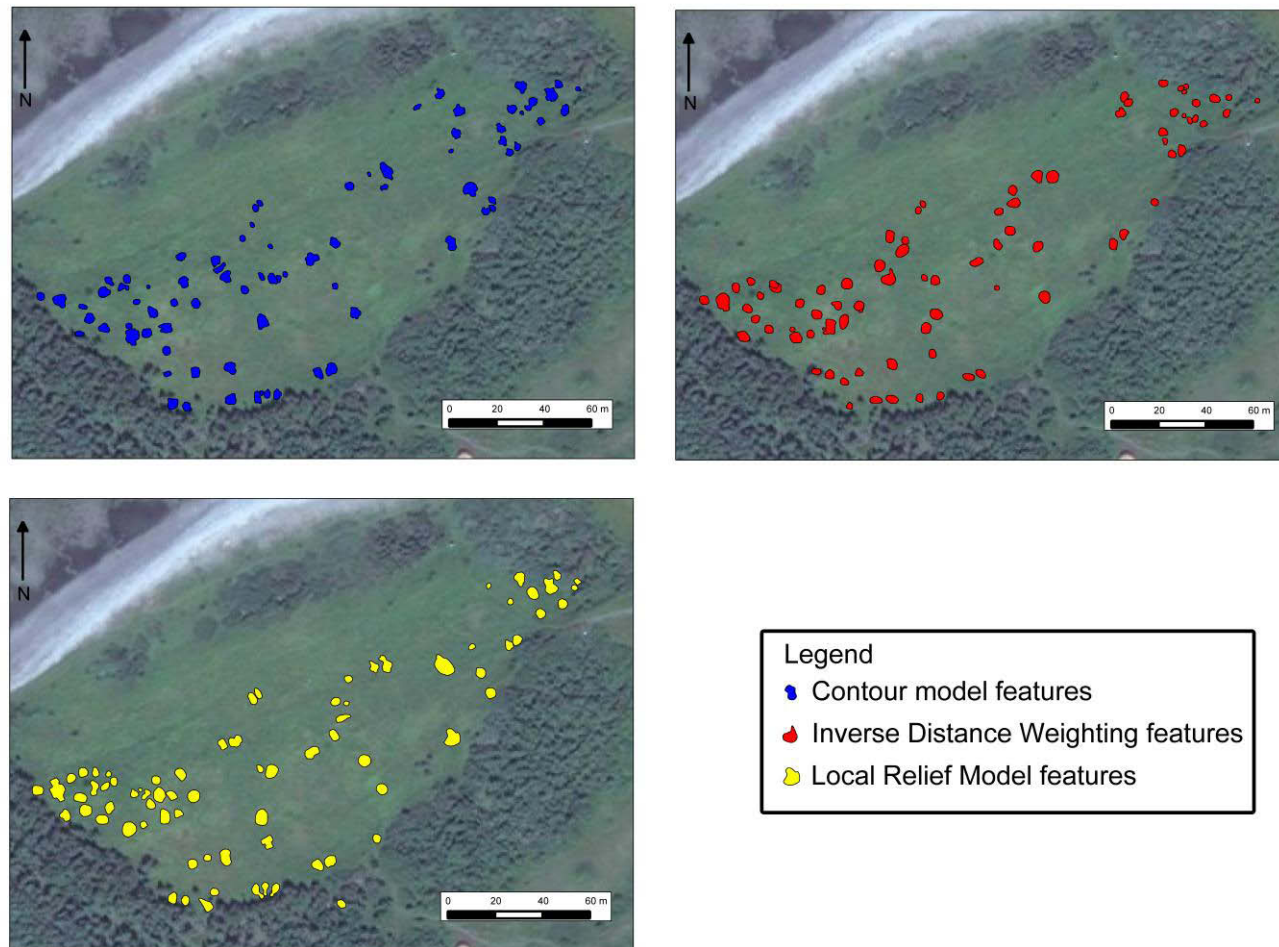 N
0 20 40 60 m
N
0 20 40 60 m
N
0 20 40 60 m
Legend
Contour model features
Inverse Distance Weighting features
Local Relief Model features